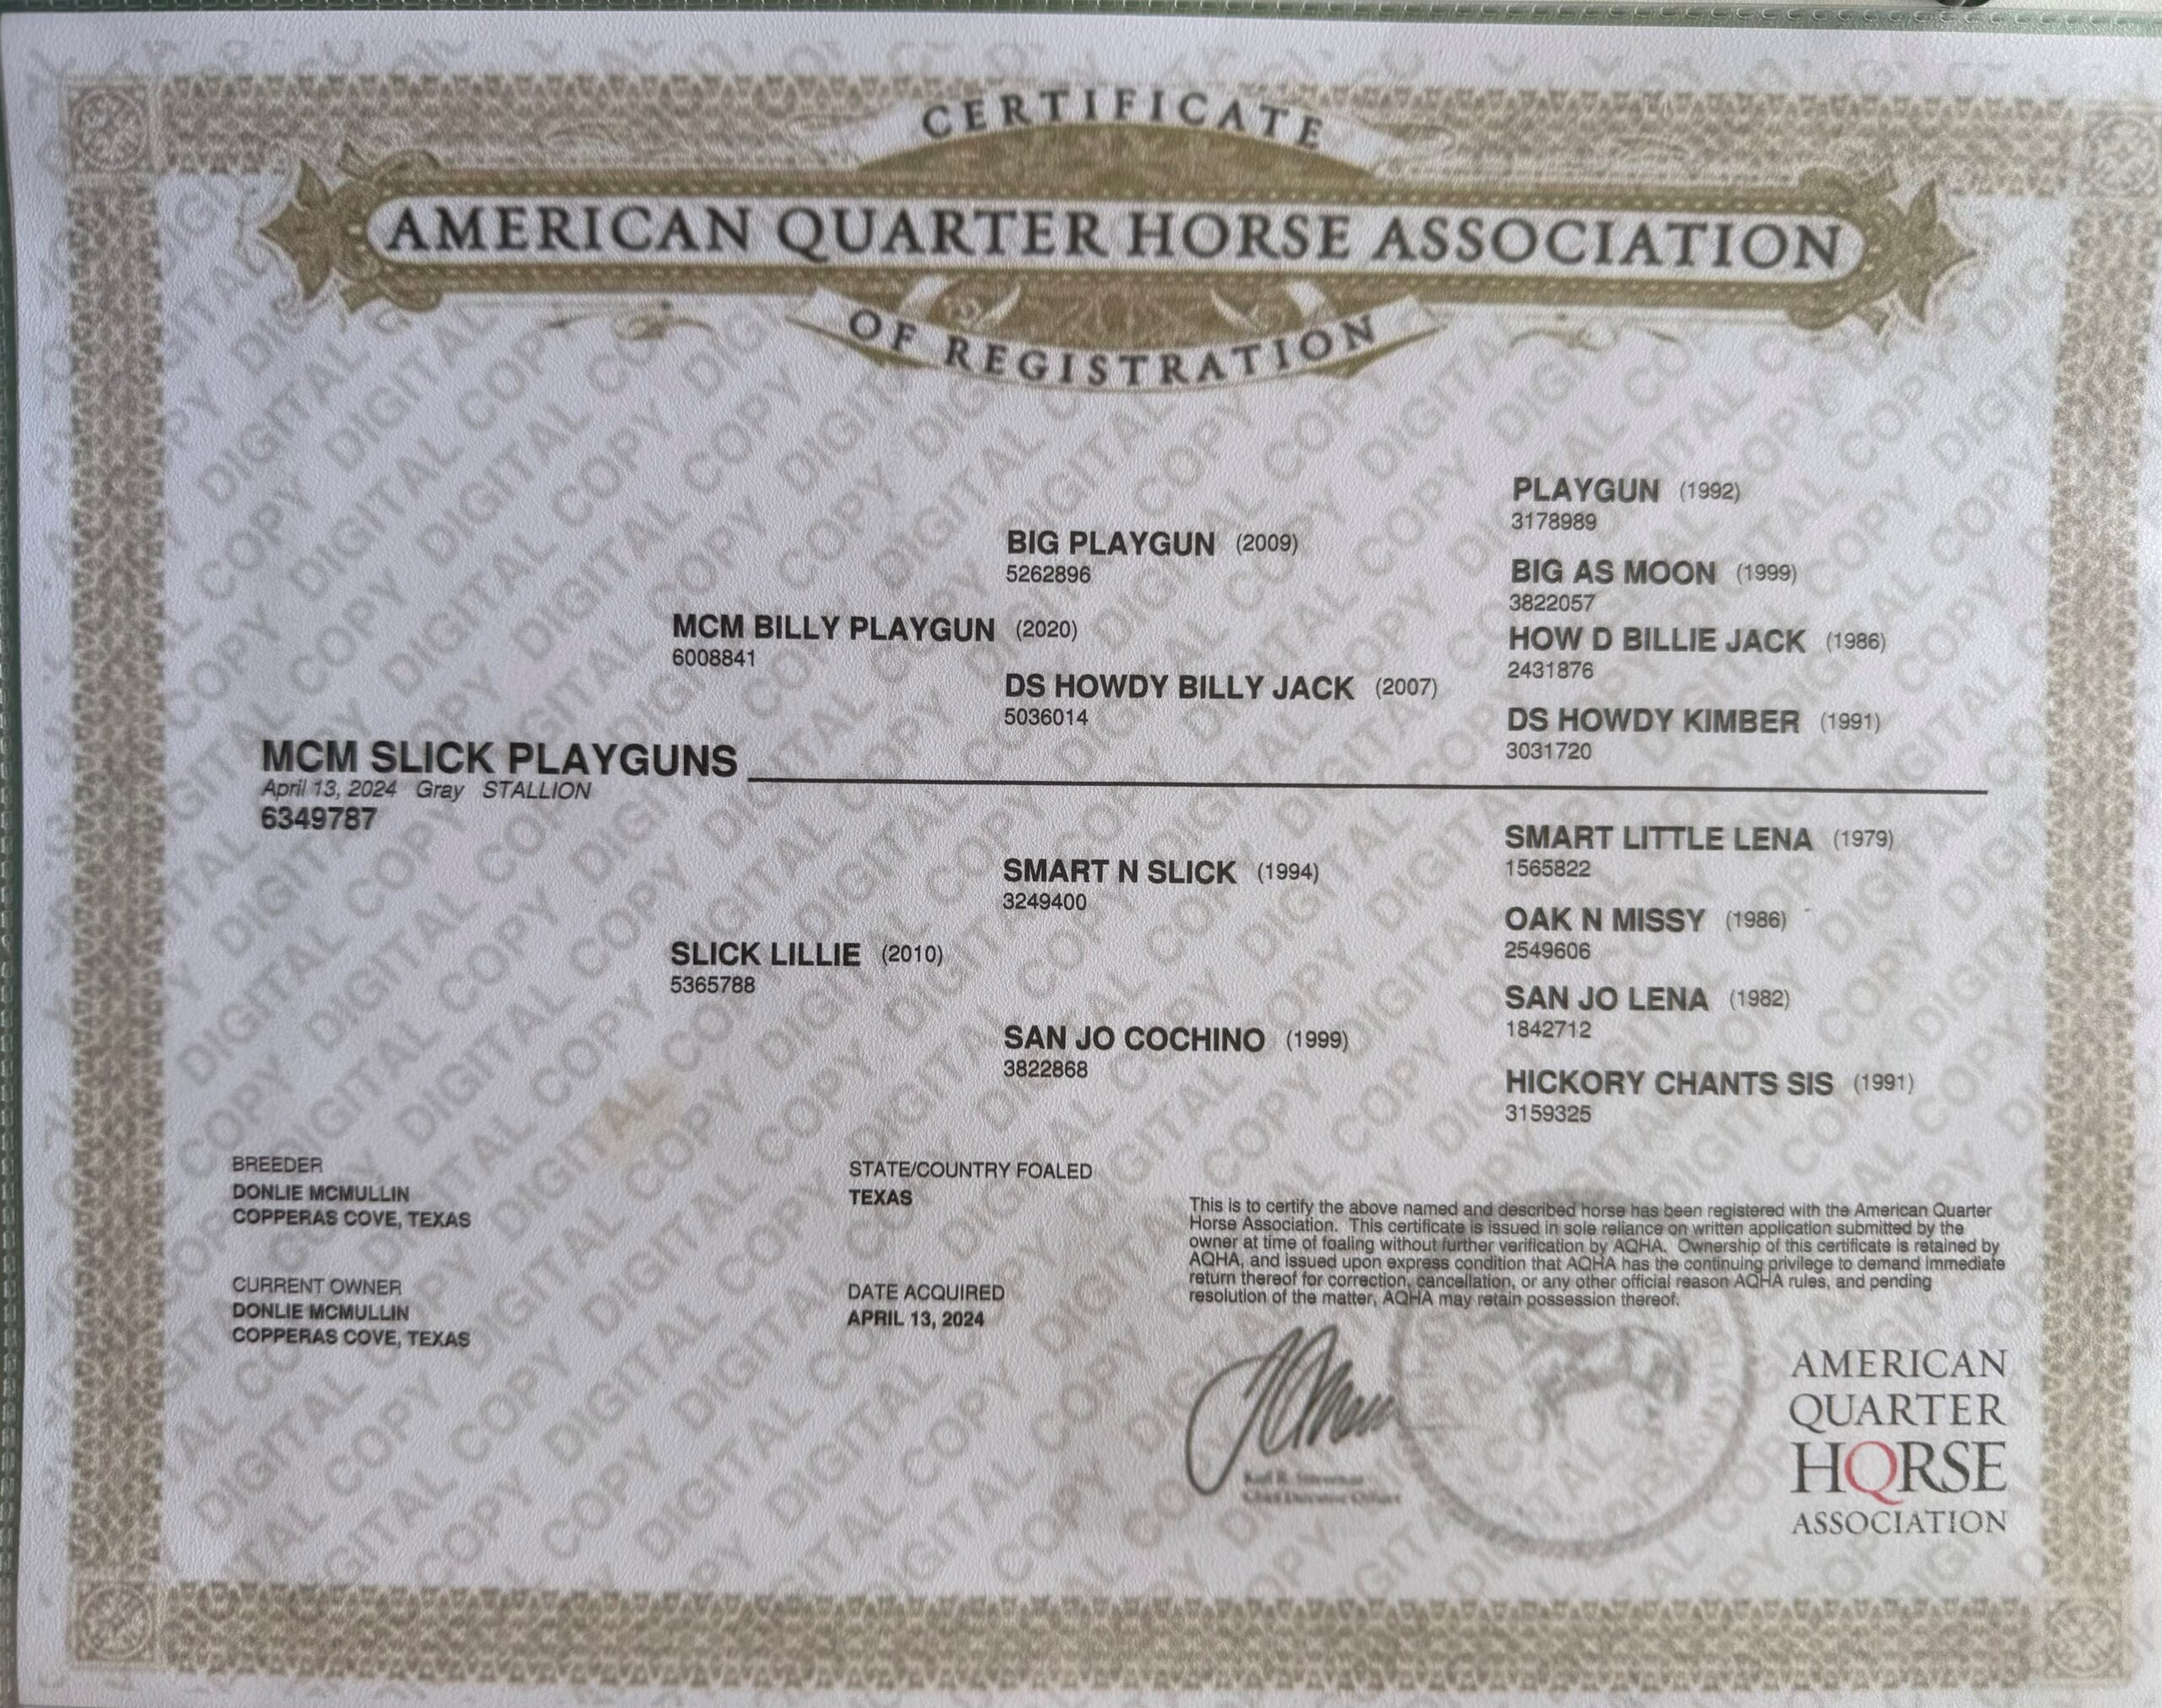 CERTIFICATE
AMERICAN QUARTER HORSE ASSOCIATION
OF REGISTRATION
PLAYGUN (1992)
3178989
BIG PLAYGUN (2009)
5262896
BIG AS MOON (1999)
3822057
MCM BILLY PLAYGUN (2020)
6008841
HOW D BILLIE JACK (1986)
2431876
DS HOWDY BILLY JACK (2007)
5036014
DS HOWDY KIMBER (1991)
3031720
MCM SLICK PLAYGUNS
April 13, 2024 Gray STALLION
6349787
SMART LITTLE LENA (1979)
1565822
SMART N SLICK (1994)
3249400
OAK N MISSY (1986)
2549606
SLICK LILLIE (2010)
5365788
SAN JO LENA (1982)
1842712
SAN JO COCHINO (1999)
3822868
HICKORY CHANTS SIS (1991)
3159325
BREEDER
DONLIE MCMULLIN
COPPERAS COVE, TEXAS
STATE/COUNTRY FOALED
TEXAS
CURRENT OWNER
DONLIE MCMULLIN
COPPERAS COVE, TEXAS
DATE ACQUIRED
APRIL 13, 2024
This is to certify the above named and described horse has been registered with the American Quarter
Horse Association. This certificate is issued in sole reliance on written application submitted by the
owner at time of foaling without further verification by AQHA. Ownership of this certificate is retained by
AQHA, and issued upon express condition that AQHA has the continuing privilege to demand immediate
return thereof for correction, cancellation, or any other official reason AQHA rules, and pending
resolution of the matter, AQHA may retain possession thereof.
Chief Executive Officer
AMERICAN
QUARTER
HORSE
ASSOCIATION
DIGITAL COPY